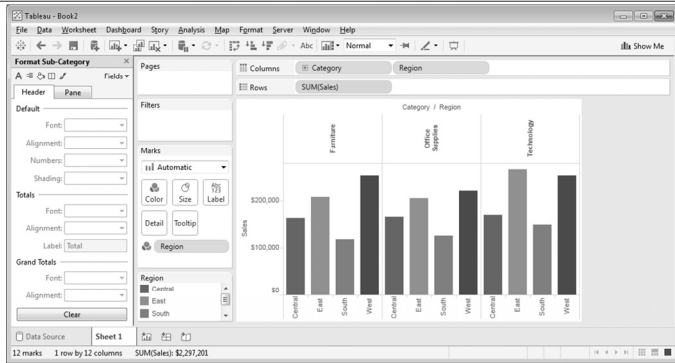 Tableau - Book2
File Data Worksheet Dashboard Story Analysis Map Format Server Window Help
Abc Normal Show Me
Format Sub-Category
Fields
Header Pane
Default
Font:
Alignment:
Numbers:
Shading:
Totals
Font:
Alignment:
Label: Total
Grand Totals
Font:
Alignment:
Clear
Pages
Filters
Marks
Automatic
Color Size Abc 123 Label
Detail Tooltip
Region
Region
Central
East
South
Columns Category Region
Rows SUM(Sales)
Category / Region
Furniture
Office
Supplies
Technology
Sales
$200,000
$100,000
$0
Central East South West Central East South West Central East South West
Data Source Sheet 1
12 marks 1 row by 12 columns SUM(Sales): $2,297,201